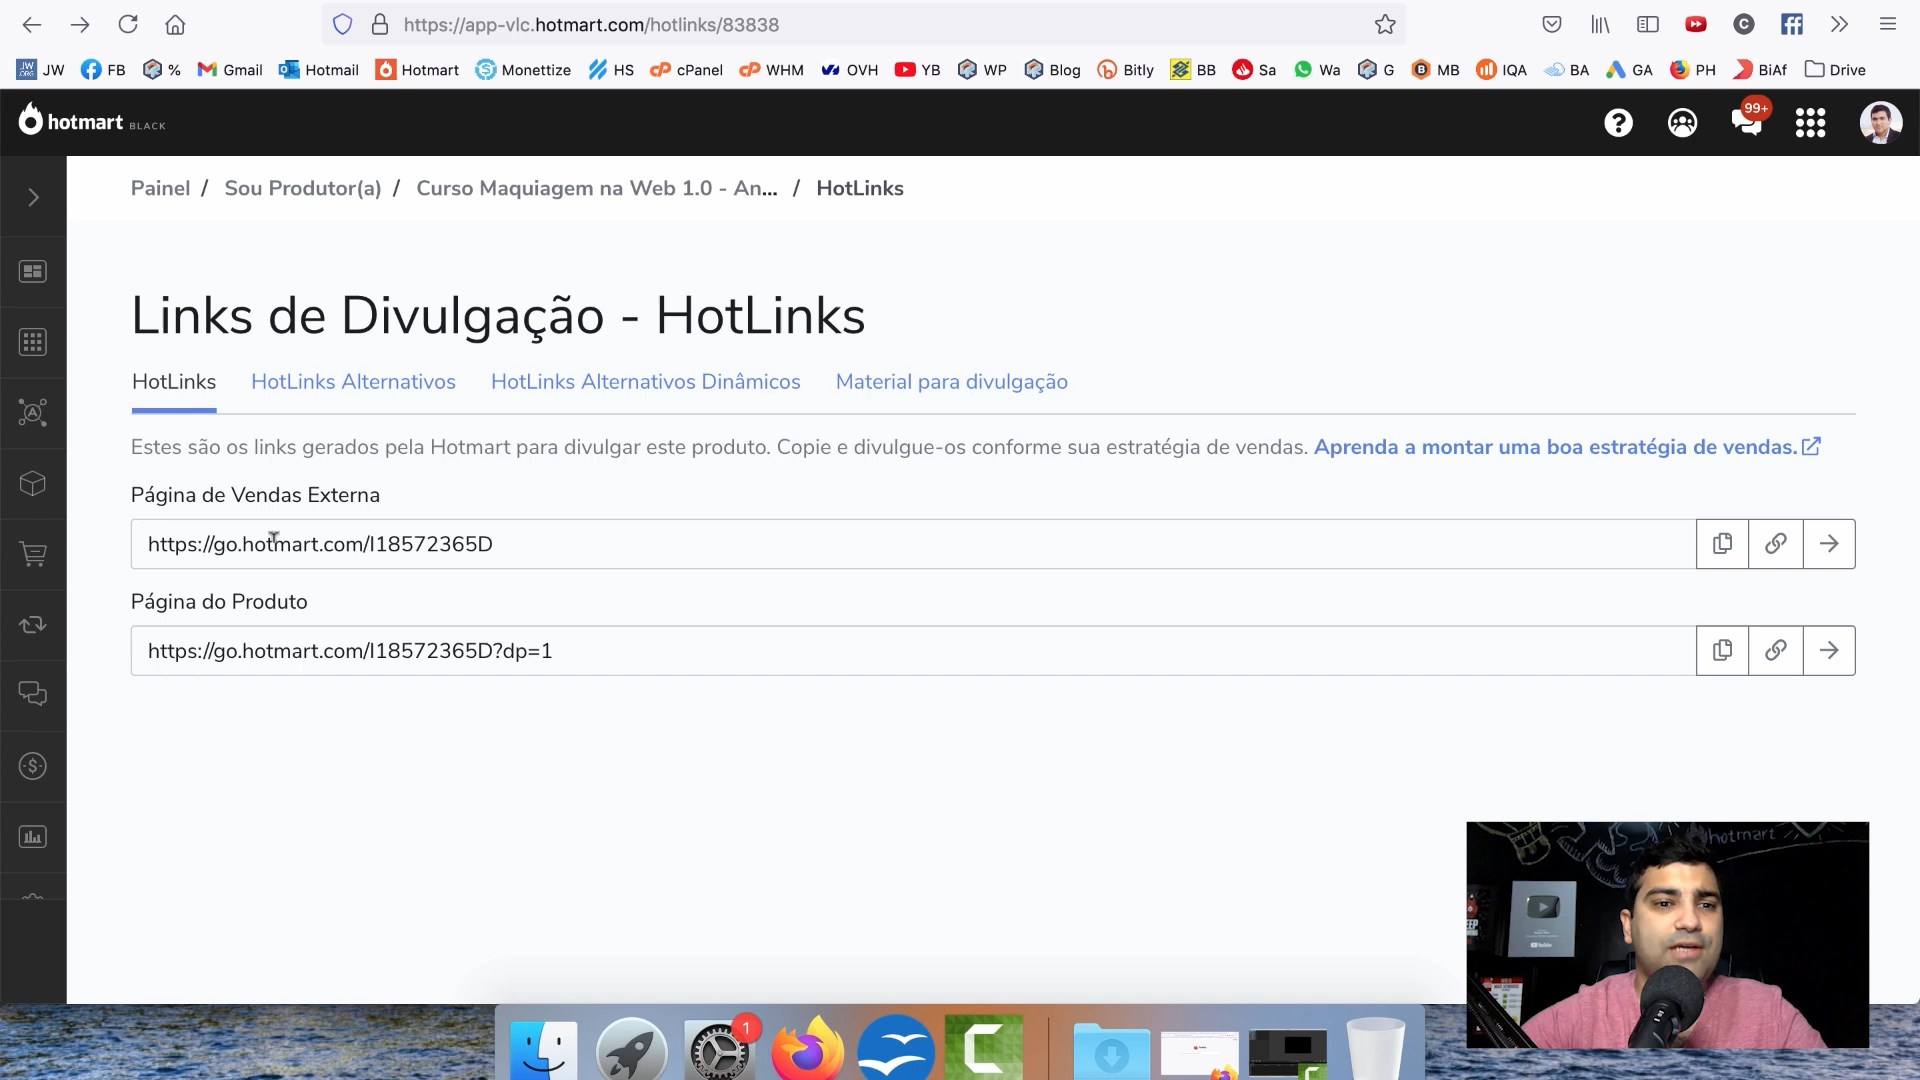 https://app-vlc.hotmart.com/hotlinks/83838
JW FB % Gmail Hotmail Hotmart Monettize HS cPanel WHM OVH YB WP Blog Bitly BB Sa Wa G MB IQA BA GA PH BiAf Drive
hotmart BLACK
99+
Painel / Sou Produtor(a) / Curso Maquiagem na Web 1.0 - An... / HotLinks
Links de Divulgação - HotLinks
HotLinks HotLinks Alternativos HotLinks Alternativos Dinâmicos Material para divulgação
Estes são os links gerados pela Hotmart para divulgar este produto. Copie e divulgue-os conforme sua estratégia de vendas. Aprenda a montar uma boa estratégia de vendas.
Página de Vendas Externa
https://go.hotmart.com/I18572365D
Página do Produto
https://go.hotmart.com/I18572365D?dp=1
hotmart
YouTube
1